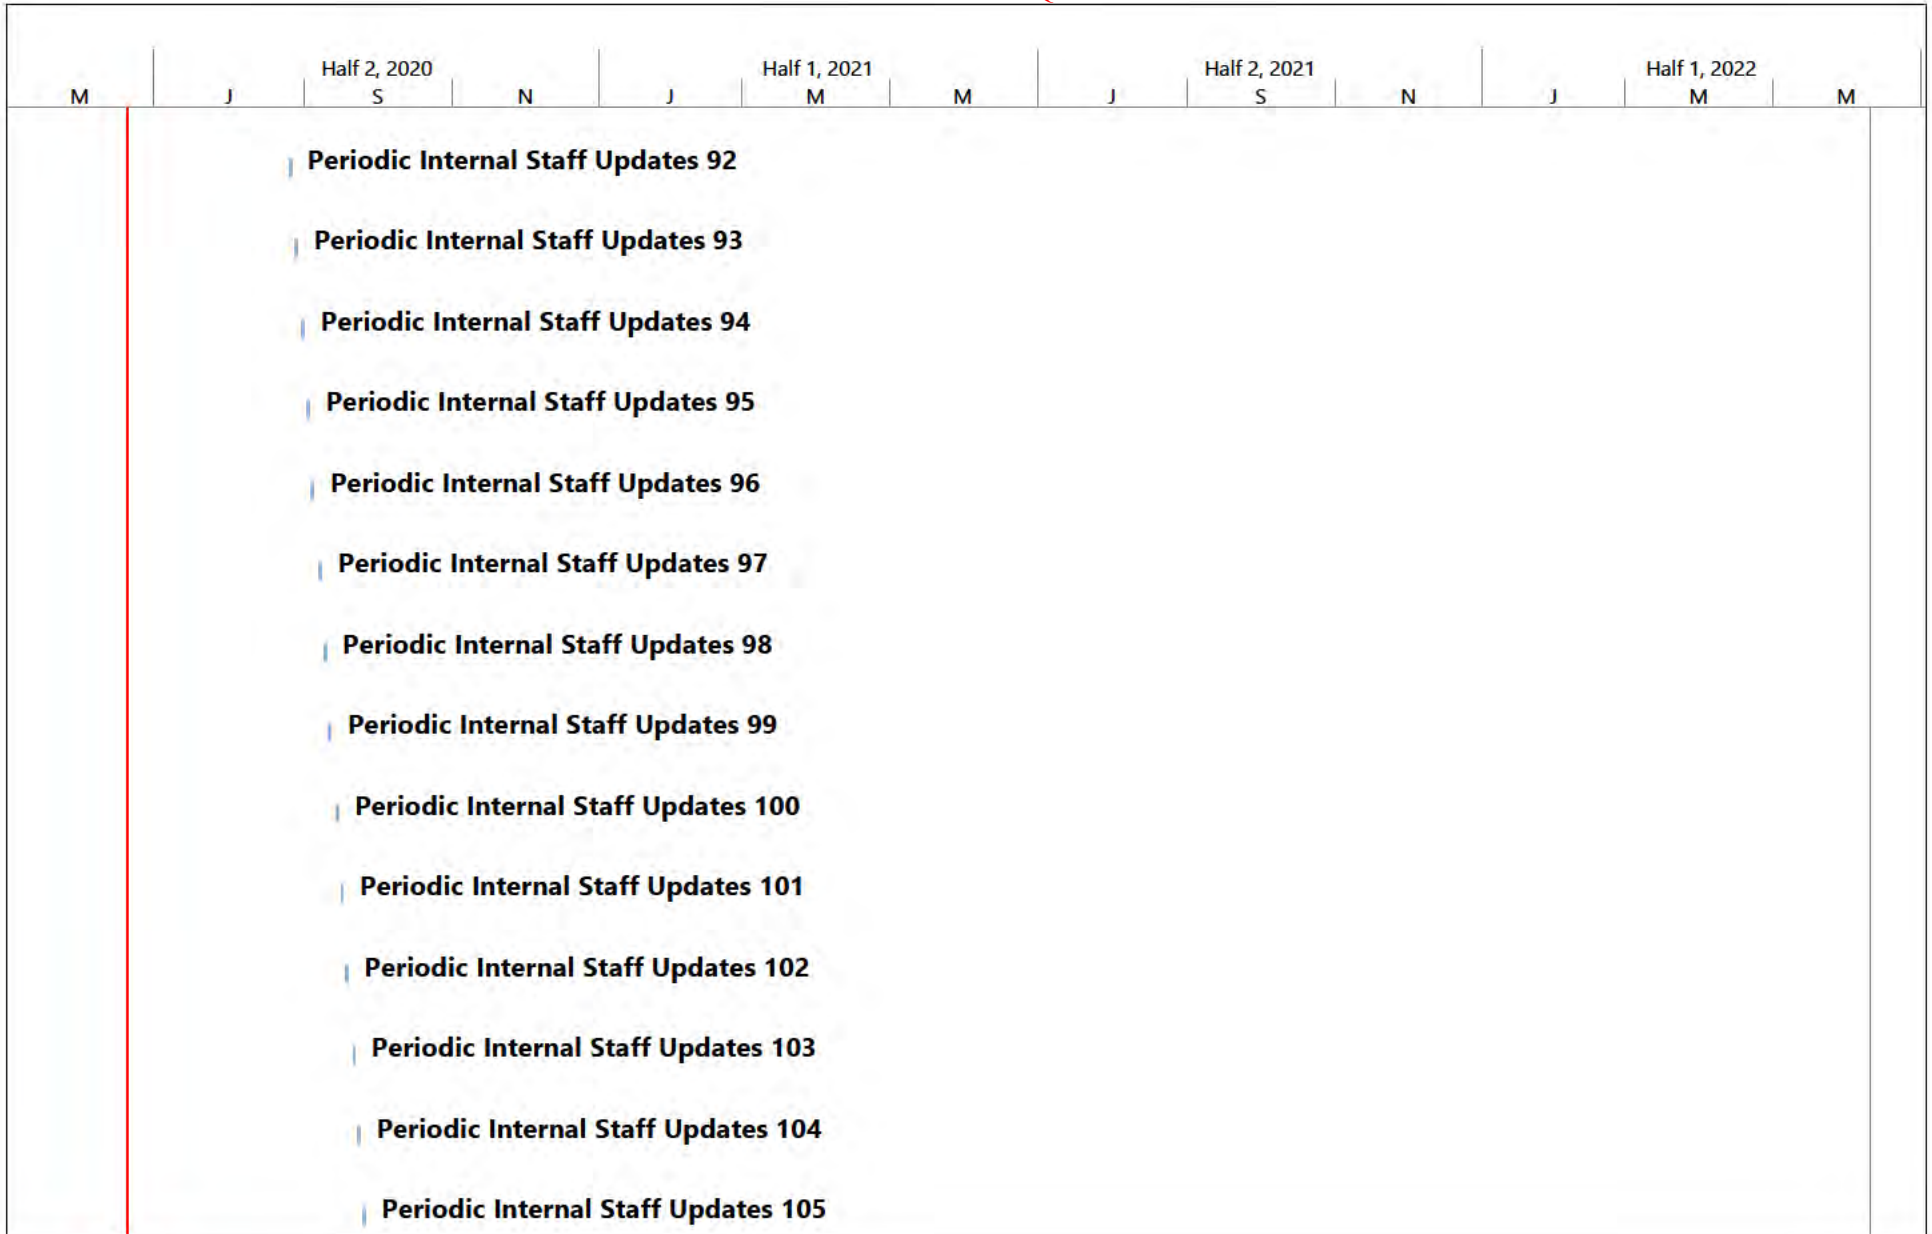 Half 2, 2020 Half 1, 2021 Half 2, 2021 Half 1, 2022
M J S N J M M J S N J M M
Periodic Internal Staff Updates 92
Periodic Internal Staff Updates 93
Periodic Internal Staff Updates 94
Periodic Internal Staff Updates 95
Periodic Internal Staff Updates 96
Periodic Internal Staff Updates 97
Periodic Internal Staff Updates 98
Periodic Internal Staff Updates 99
Periodic Internal Staff Updates 100
Periodic Internal Staff Updates 101
Periodic Internal Staff Updates 102
Periodic Internal Staff Updates 103
Periodic Internal Staff Updates 104
Periodic Internal Staff Updates 105